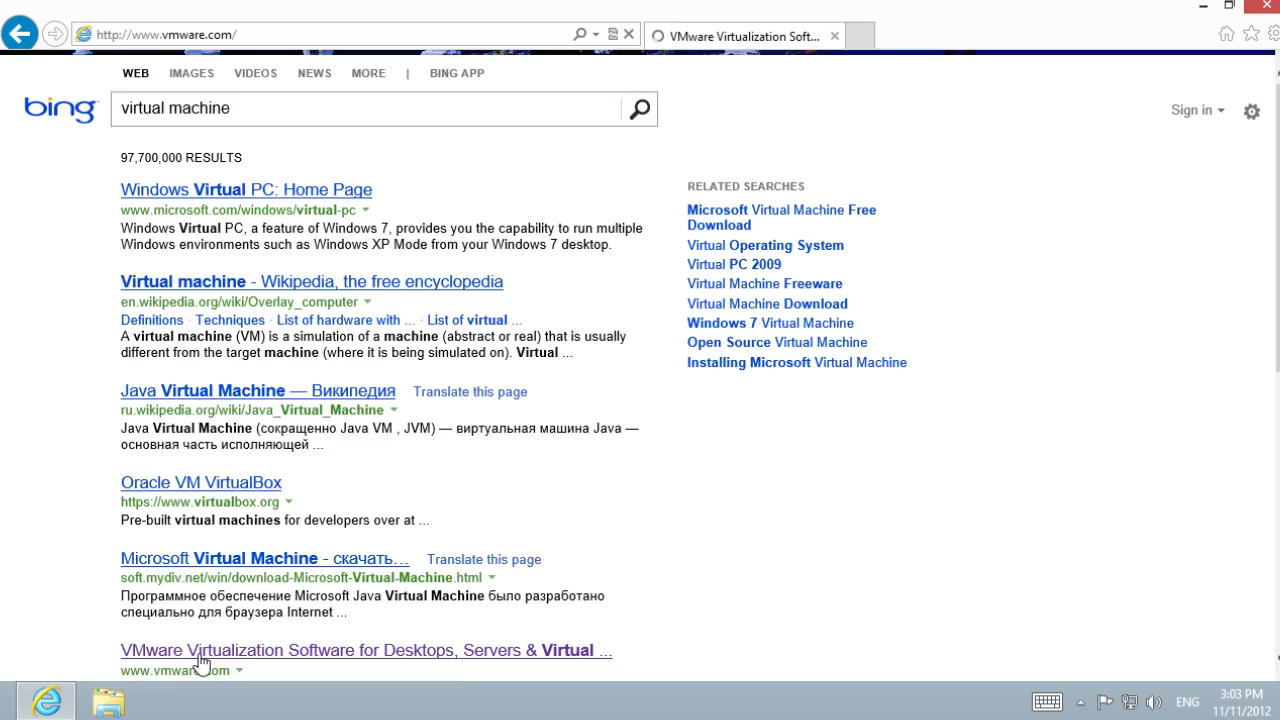 http://www.vmware.com/
VMware Virtualization Soft...
WEB IMAGES VIDEOS NEWS MORE | BING APP
bing
virtual machine
Sign in
97,700,000 RESULTS
Windows Virtual PC: Home Page
www.microsoft.com/windows/virtual-pc
Windows Virtual PC, a feature of Windows 7, provides you the capability to run multiple
Windows environments such as Windows XP Mode from your Windows 7 desktop.
Virtual machine - Wikipedia, the free encyclopedia
en.wikipedia.org/wiki/Overlay_computer
Definitions · Techniques · List of hardware with ... · List of virtual ...
A virtual machine (VM) is a simulation of a machine (abstract or real) that is usually
different from the target machine (where it is being simulated on). Virtual ...
Java Virtual Machine — Википедия Translate this page
ru.wikipedia.org/wiki/Java_Virtual_Machine
Java Virtual Machine (сокращенно Java VM , JVM) — виртуальная машина Java —
основная часть исполняющей ...
Oracle VM VirtualBox
https://www.virtualbox.org
Pre-built virtual machines for developers over at ...
Microsoft Virtual Machine - скачать... Translate this page
soft.mydiv.net/win/download-Microsoft-Virtual-Machine.html
Программное обеспечение Microsoft Java Virtual Machine было разработано
специально для браузера Internet ...
VMware Virtualization Software for Desktops, Servers & Virtual ...
www.vmware.com
RELATED SEARCHES
Microsoft Virtual Machine Free
Download
Virtual Operating System
Virtual PC 2009
Virtual Machine Freeware
Virtual Machine Download
Windows 7 Virtual Machine
Open Source Virtual Machine
Installing Microsoft Virtual Machine
ENG
3:03 PM
11/11/2012